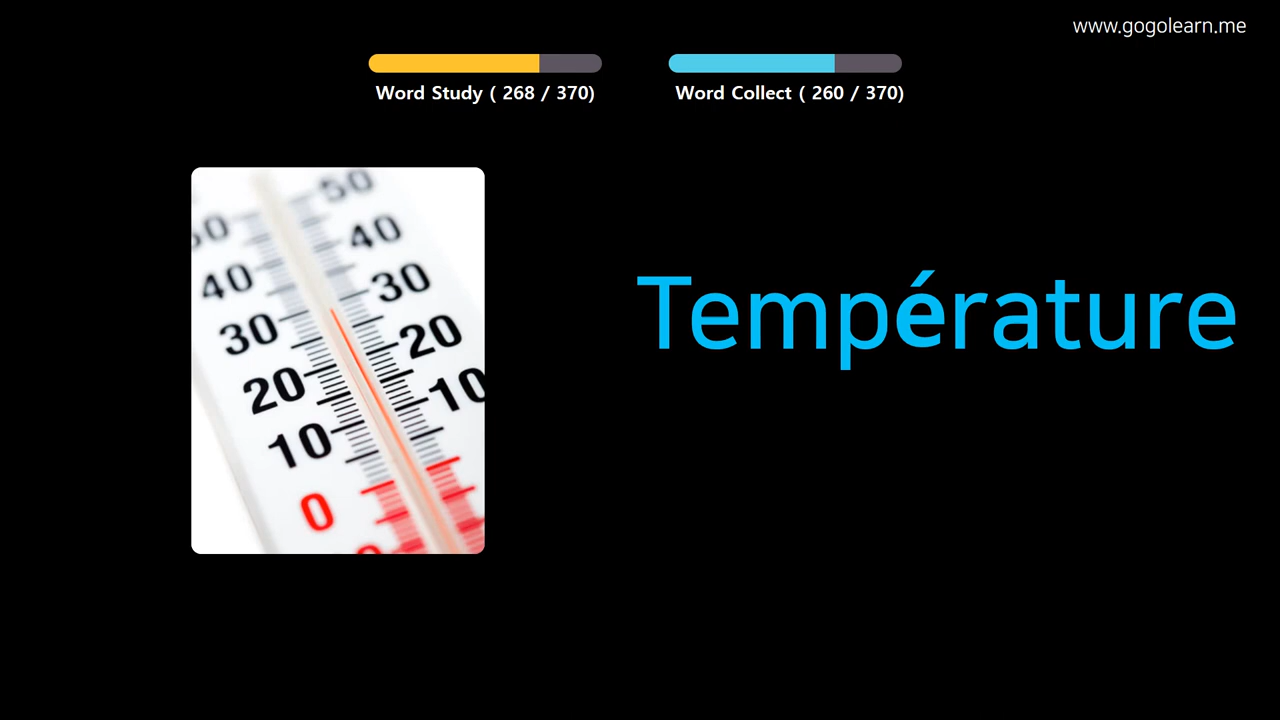 www.gogolearn.me
Word Study ( 268 / 370)
Word Collect ( 260 / 370)
50
40
40
30
30
20
20
10
10
0
Température